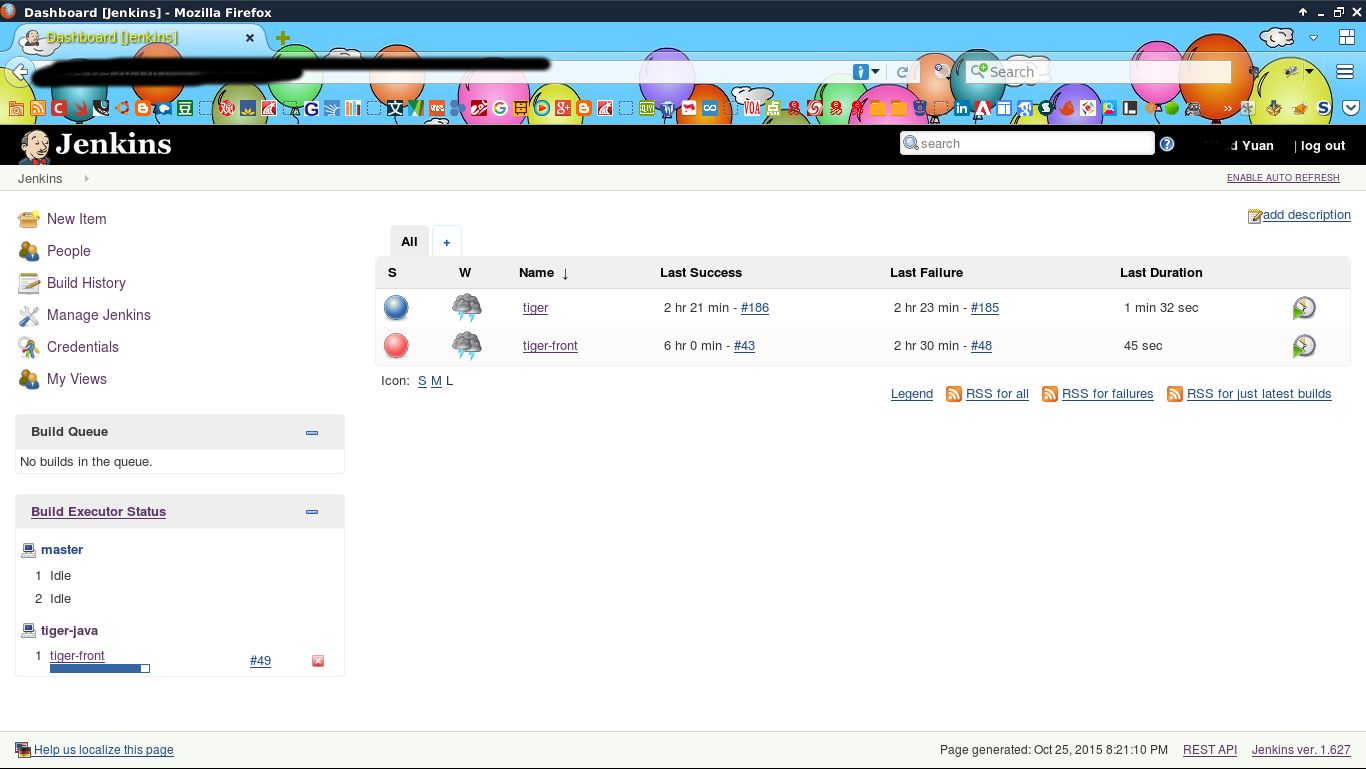 Dashboard [Jenkins] - Mozilla Firefox
Dashboard [Jenkins]
Search
Jenkins
search
d Yuan | log out
Jenkins
ENABLE AUTO REFRESH
New Item
People
Build History
Manage Jenkins
Credentials
My Views
Build Queue
No builds in the queue.
Build Executor Status
master
1 Idle
2 Idle
tiger-java
1 tiger-front #49
add description
All +
S W Name ↓ Last Success Last Failure Last Duration
tiger 2 hr 21 min - #186 2 hr 23 min - #185 1 min 32 sec
tiger-front 6 hr 0 min - #43 2 hr 30 min - #48 45 sec
Icon: S M L
Legend RSS for all RSS for failures RSS for just latest builds
Help us localize this page
Page generated: Oct 25, 2015 8:21:10 PM REST API Jenkins ver. 1.627